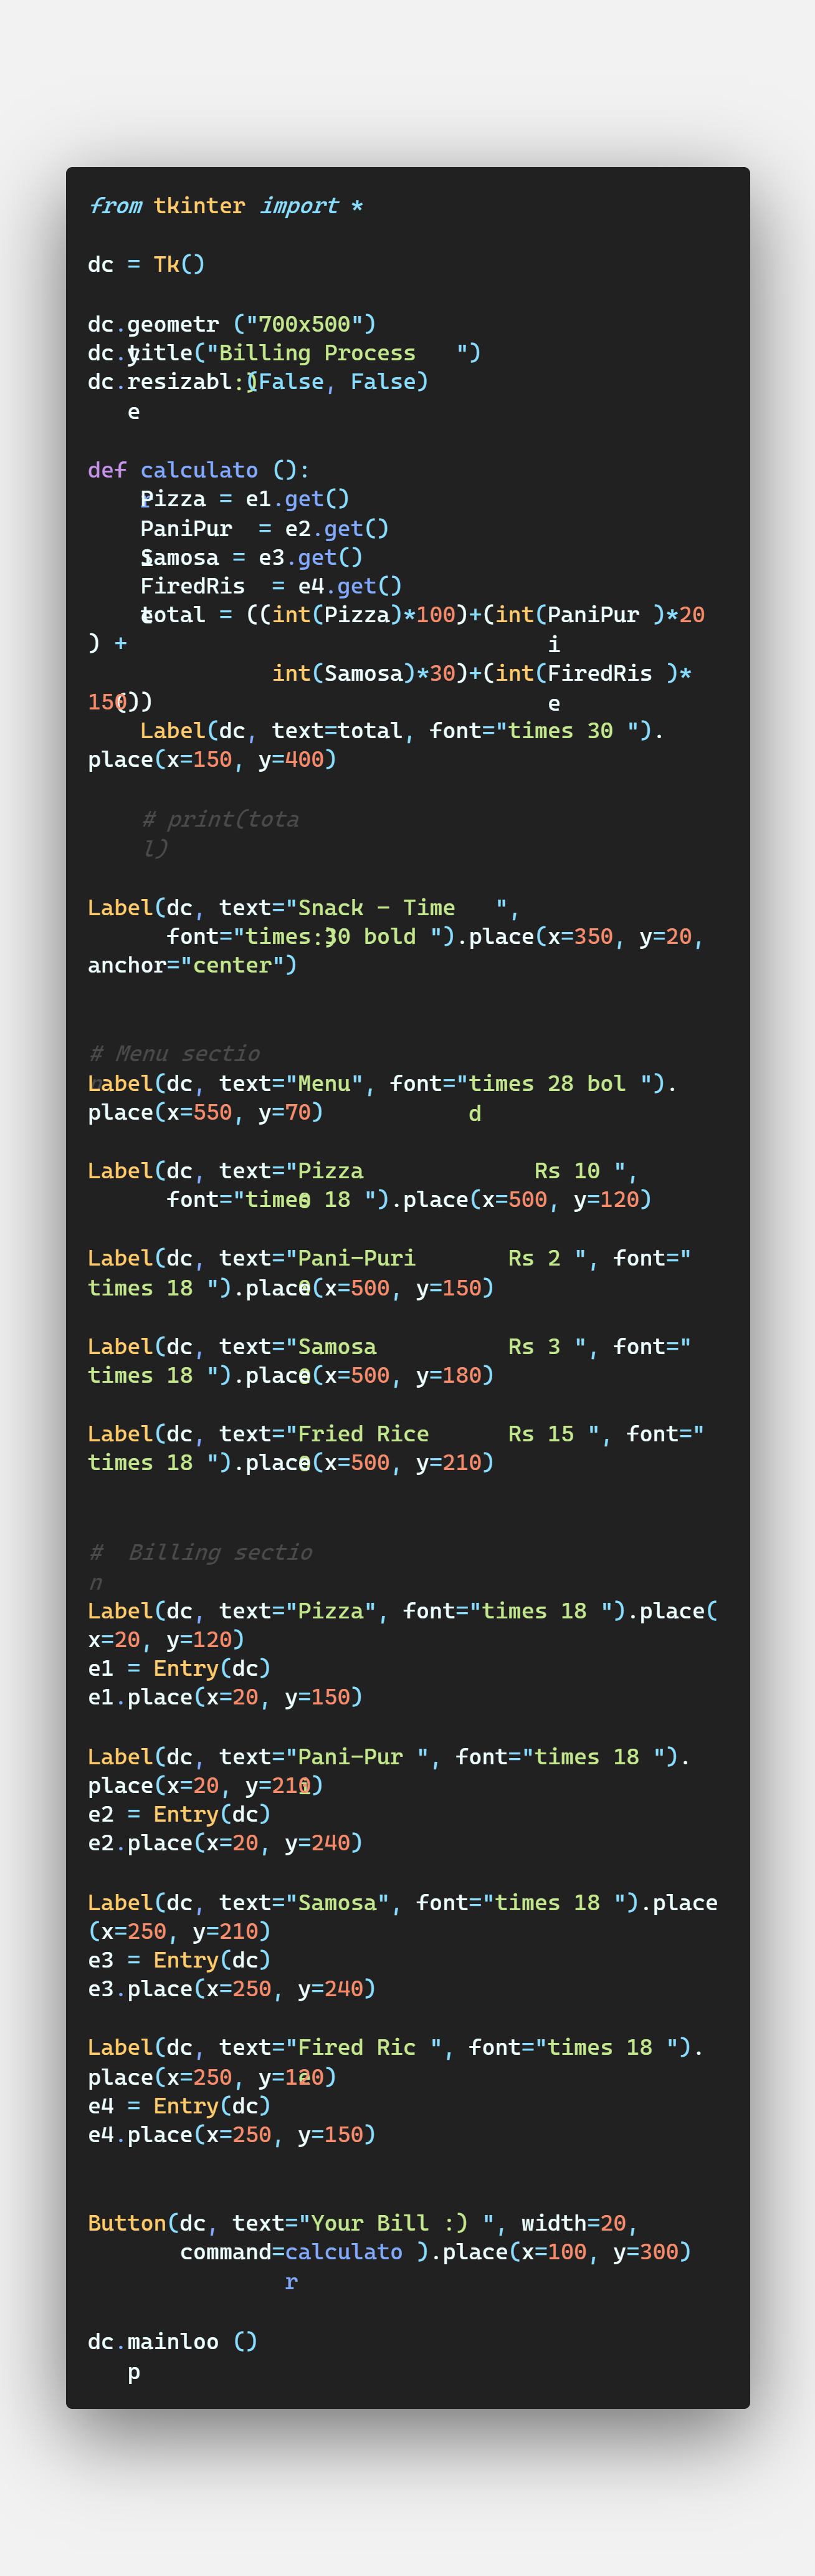 from tkinter import *
dc = Tk()
dc.geometry("700x500")
dc.title("Billing Process :)")
dc.resizable(False, False)
def calculator():
    Pizza = e1.get()
    PaniPuri = e2.get()
    Samosa = e3.get()
    FiredRise = e4.get()
    total = ((int(Pizza)*100)+(int(PaniPuri)*20
) +
              (int(Samosa)*30)+(int(FiredRise)*
150))
    Label(dc, text=total, font="times 30 ").
place(x=150, y=400)
    # print(total)
Label(dc, text="Snack - Time :)",
      font="times 30 bold ").place(x=350, y=20,
anchor="center")
# Menu section
Label(dc, text="Menu", font="times 28 bold").
place(x=550, y=70)
Label(dc, text="Pizza             Rs 100",
      font="times 18 ").place(x=500, y=120)
Label(dc, text="Pani-Puri       Rs 20", font="
times 18 ").place(x=500, y=150)
Label(dc, text="Samosa          Rs 30", font="
times 18 ").place(x=500, y=180)
Label(dc, text="Fried Rice      Rs 150", font="
times 18 ").place(x=500, y=210)
#  Billing section
Label(dc, text="Pizza", font="times 18 ").place(
x=20, y=120)
e1 = Entry(dc)
e1.place(x=20, y=150)
Label(dc, text="Pani-Puri", font="times 18 ").
place(x=20, y=210)
e2 = Entry(dc)
e2.place(x=20, y=240)
Label(dc, text="Samosa", font="times 18 ").place
(x=250, y=210)
e3 = Entry(dc)
e3.place(x=250, y=240)
Label(dc, text="Fired Rice", font="times 18 ").
place(x=250, y=120)
e4 = Entry(dc)
e4.place(x=250, y=150)
Button(dc, text="Your Bill :) ", width=20,
       command=calculator).place(x=100, y=300)
dc.mainloop()